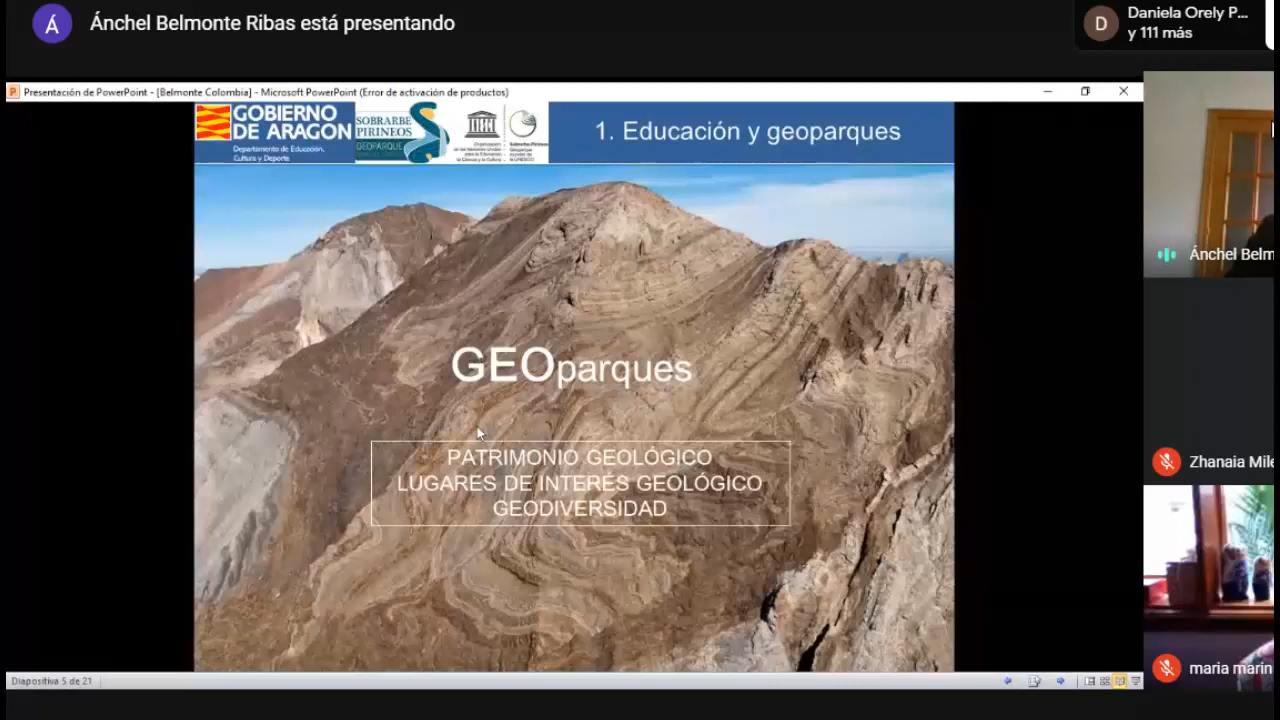 Á
Ánchel Belmonte Ribas está presentando
D
Daniela Orely P...
y 111 más
Presentación de PowerPoint - [Belmonte Colombia] - Microsoft PowerPoint (Error de activación de productos)
GOBIERNO
DE ARAGON
Departamento de Educación,
Cultura y Deporte
SOBRARBE
PIRINEOS
GEOPARQUE
1. Educación y geoparques
GEOparques
PATRIMONIO GEOLÓGICO
LUGARES DE INTERÉS GEOLÓGICO
GEODIVERSIDAD
Ánchel Belm
Zhanaia Mile
maria marin
Diapositiva 5 de 21